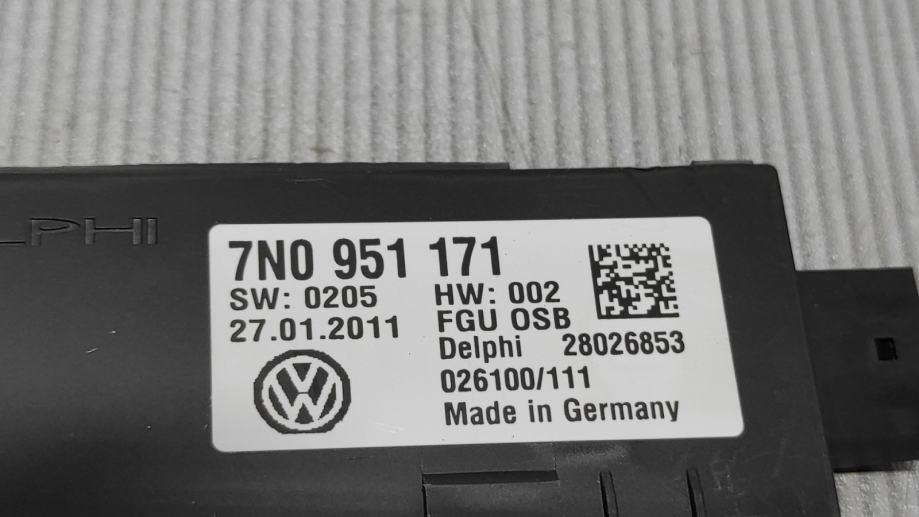 LPHI
7N0 951 171
SW: 0205 HW: 002
27.01.2011 FGU OSB
Delphi 28026853
026100/111
Made in Germany